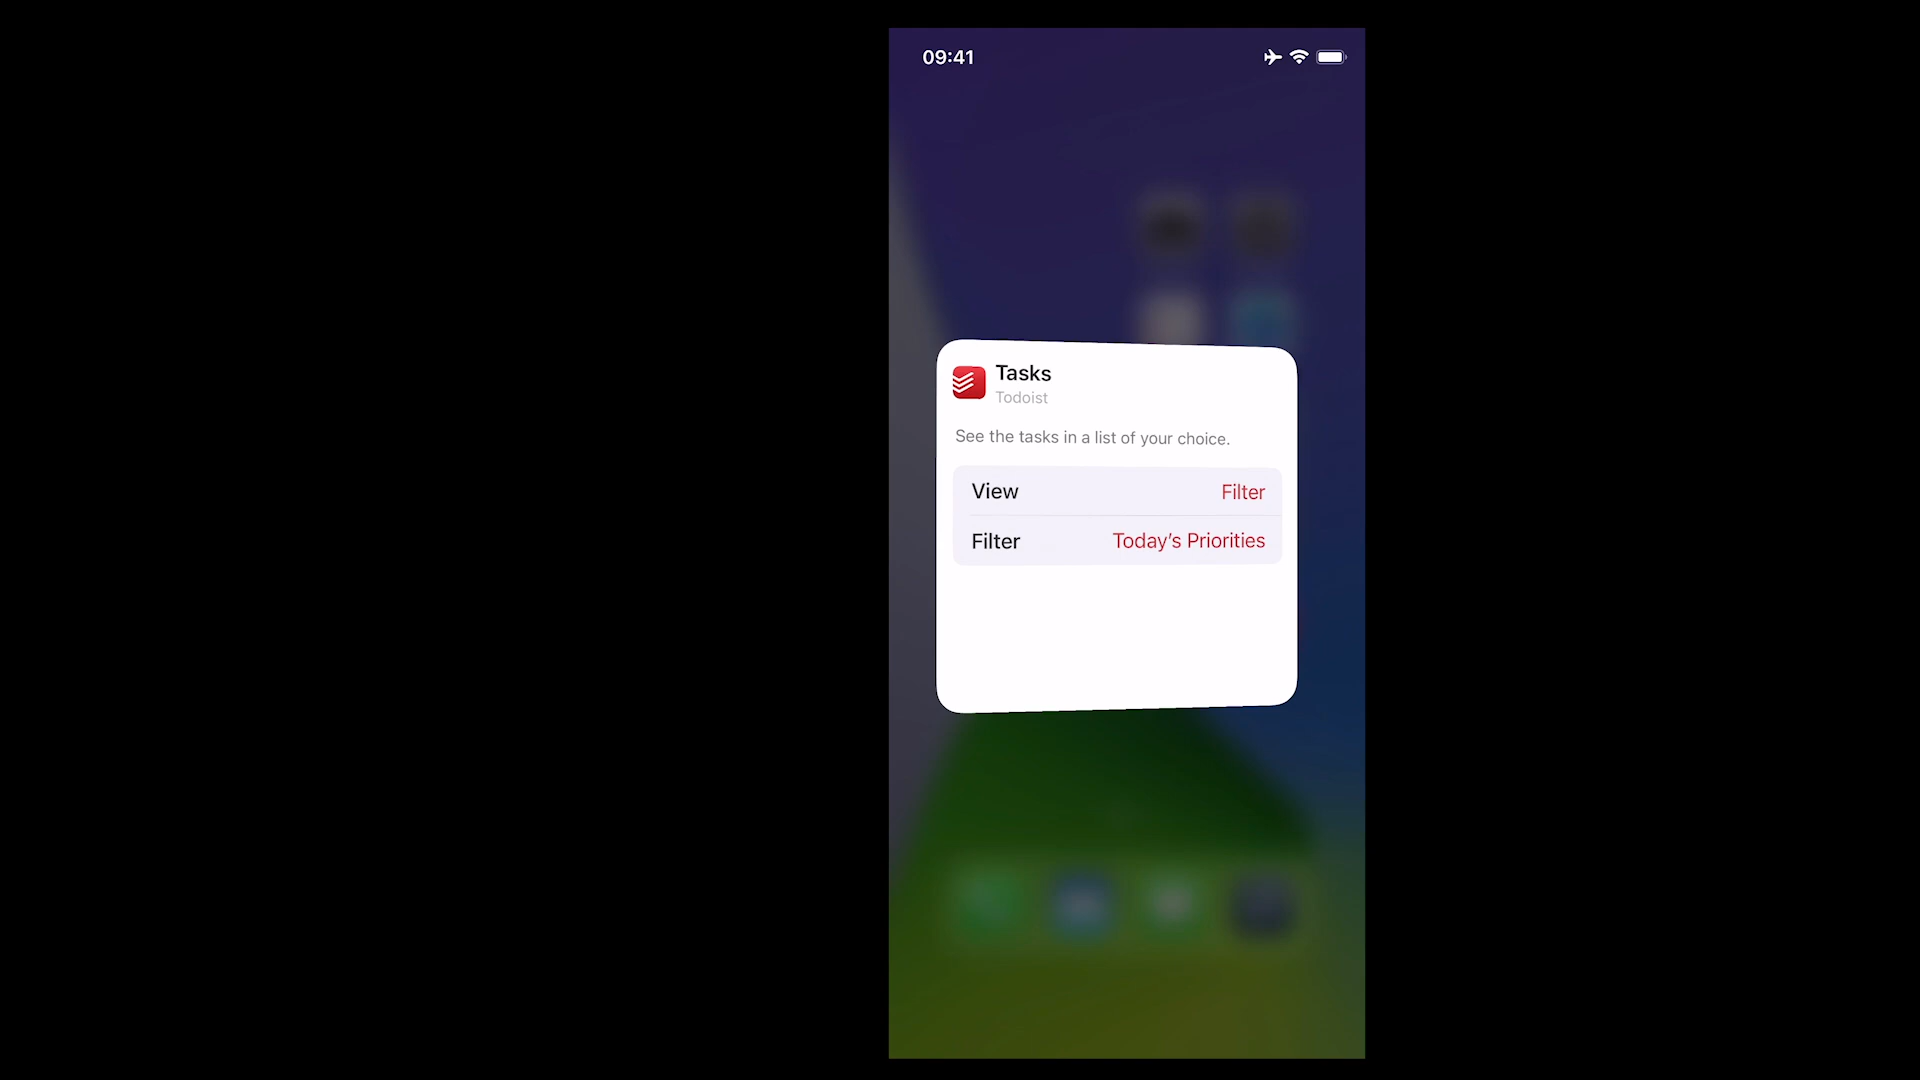 09:41
Tasks
Todoist
See the tasks in a list of your choice.
View Filter
Filter Today’s Priorities